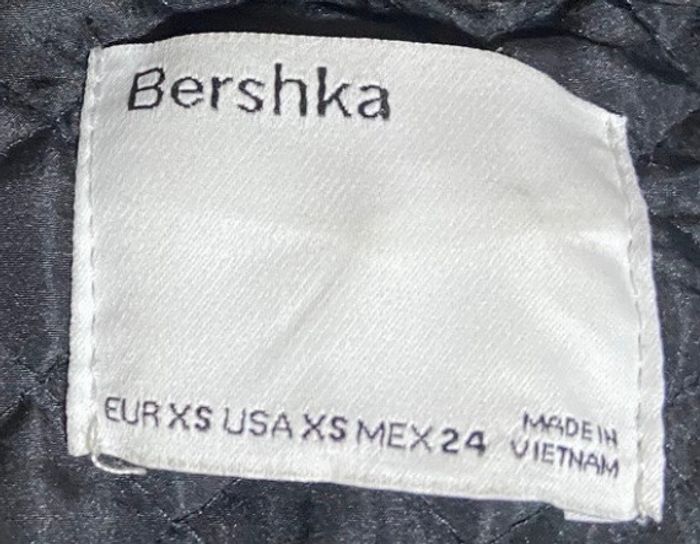 Bershka
EUR XS USA XS MEX 24
MADE IN
VIETNAM